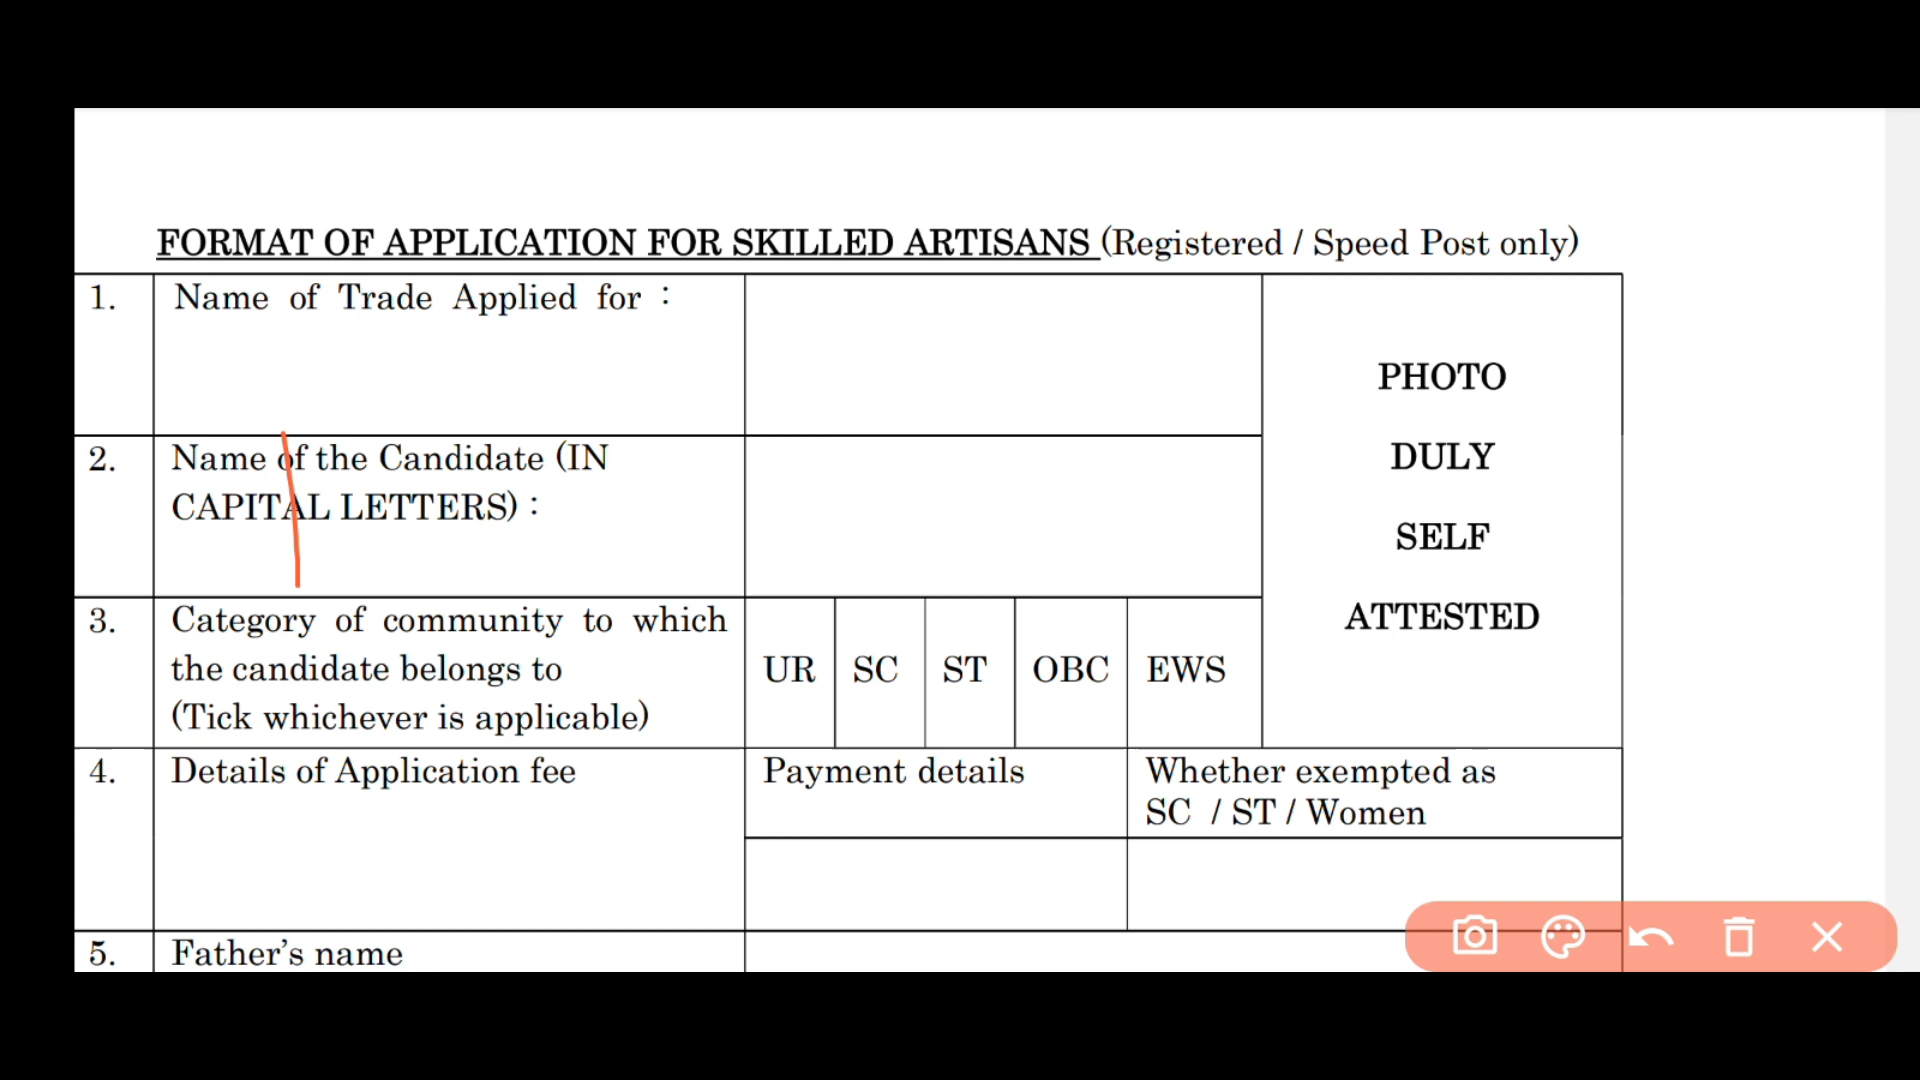 FORMAT OF APPLICATION FOR SKILLED ARTISANS (Registered / Speed Post only)
1. Name of Trade Applied for :
PHOTO
DULY
SELF
ATTESTED
2. Name of the Candidate (IN
CAPITAL LETTERS) :
3. Category of community to which
the candidate belongs to
(Tick whichever is applicable)
UR SC ST OBC EWS
4. Details of Application fee
Payment details
Whether exempted as
SC / ST / Women
5. Father’s name